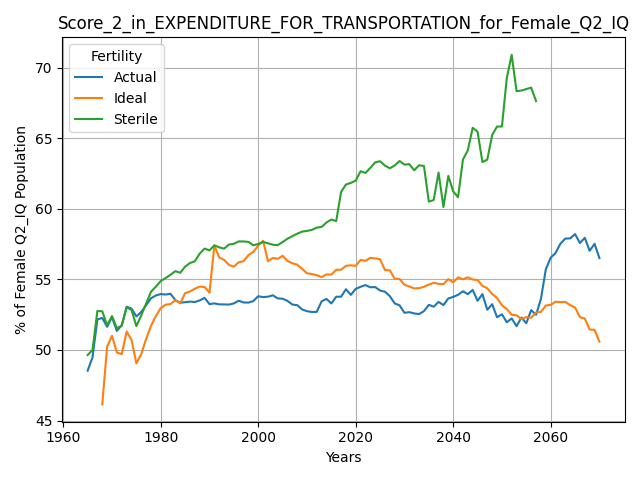 Score_2_in_EXPENDITURE_FOR_TRANSPORTATION_for_Female_Q2_IQ
Fertility
Actual
Ideal
Sterile
% of Female Q2_IQ Population
70
65
60
55
50
45
1960
1980
2000
2020
2040
2060
Years